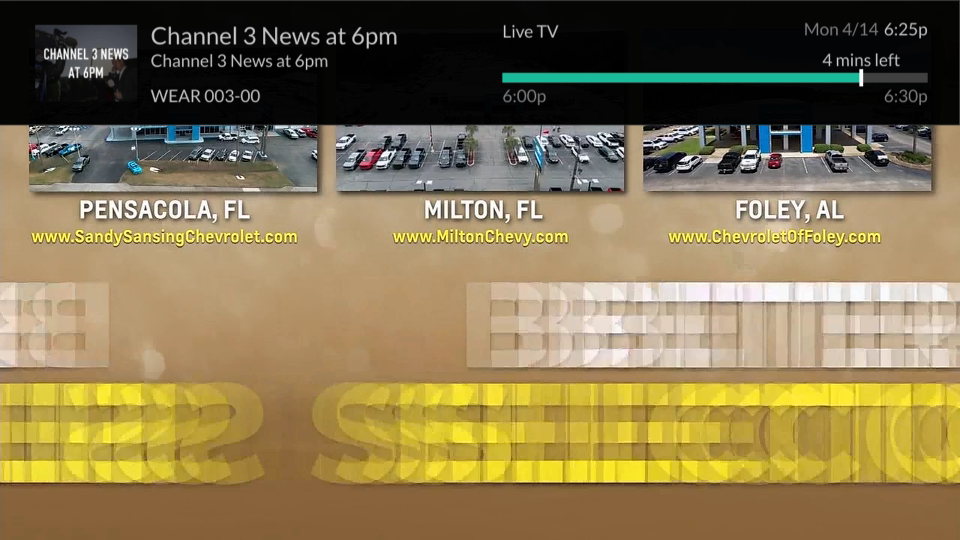 CHANNEL 3 NEWS
AT 6PM
Channel 3 News at 6pm
Channel 3 News at 6pm
WEAR 003-00
Live TV
Mon 4/14 6:25p
4 mins left
6:00p
6:30p
PENSACOLA, FL
MILTON, FL
FOLEY, AL
www.SandySansingChevrolet.com
www.MiltonChevy.com
www.ChevroletOfFoley.com